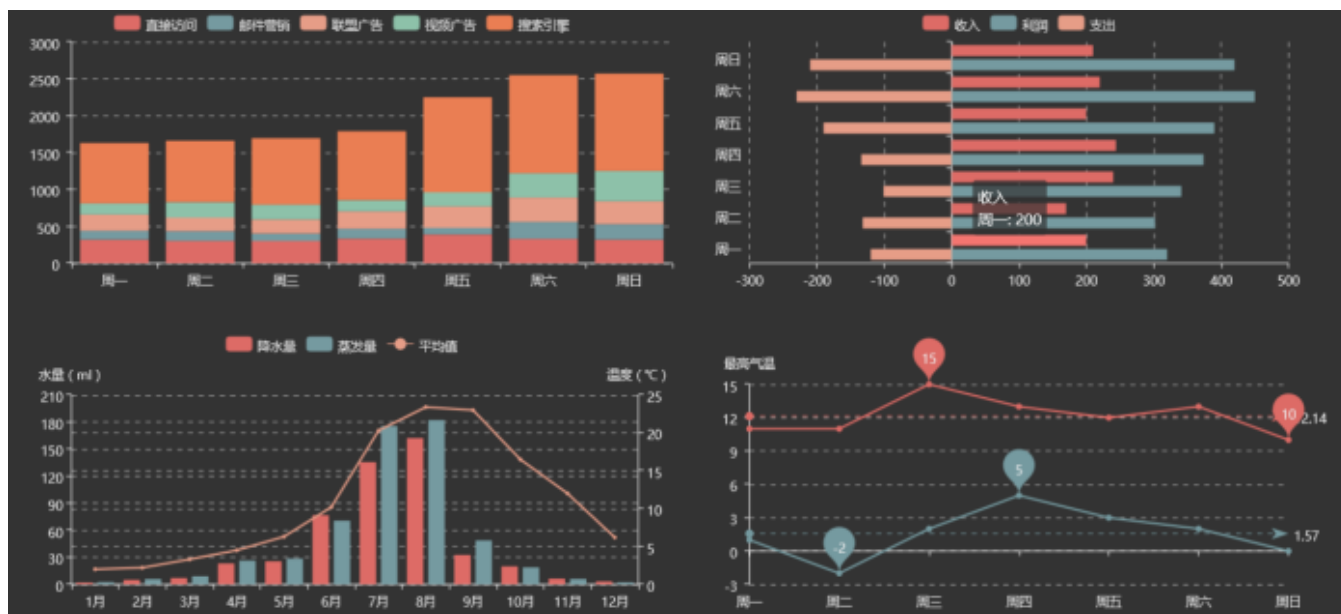 直接访问 邮件营销 联盟广告 视频广告 搜索引擎
3000
2500
2000
1500
1000
500
0
周一 周二 周三 周四 周五 周六 周日
收入 利润 支出
周日
周六
周五
周四
周三
周二
周一
收入
周一: 200
-300 -200 -100 0 100 200 300 400 500
降水量 蒸发量 平均值
水量 ( ml ) 温度 ( ℃ )
210 25
180 20
150 15
120 10
90 5
60 0
30
0
1月 2月 3月 4月 5月 6月 7月 8月 9月 10月 11月 12月
最高气温
15
12
9
6
3
0
-3
15
10
2.14
5
-2
1.57
周一 周二 周三 周四 周五 周六 周日